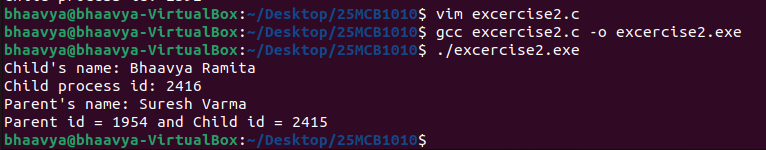 bhaavya@bhaavya-VirtualBox:~/Desktop/25MCB1010$ vim excercise2.c
bhaavya@bhaavya-VirtualBox:~/Desktop/25MCB1010$ gcc excercise2.c -o excercise2.exe
bhaavya@bhaavya-VirtualBox:~/Desktop/25MCB1010$ ./excercise2.exe
Child's name: Bhaavya Ramita
Child process id: 2416
Parent's name: Suresh Varma
Parent id = 1954 and Child id = 2415
bhaavya@bhaavya-VirtualBox:~/Desktop/25MCB1010$